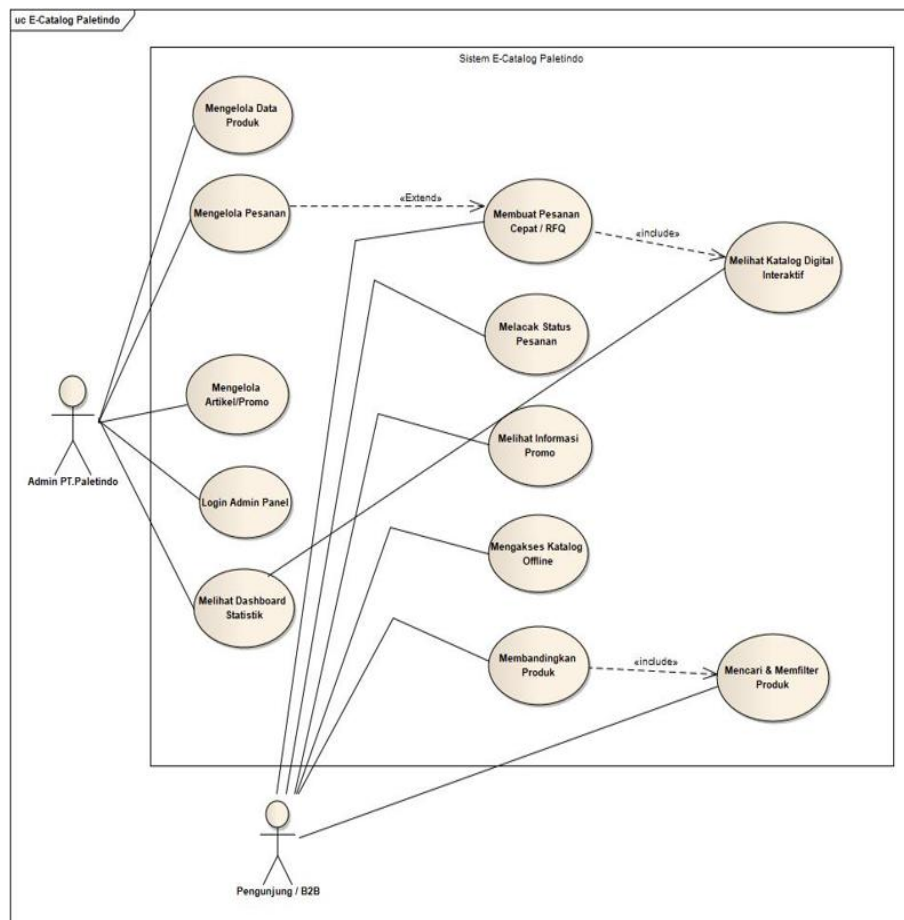 uc E-Catalog Paletindo
Sistem E-Catalog Paletindo
Mengelola Data
Produk
Mengelola Pesanan
«Extend»
Membuat Pesanan
Cepat / RFQ
«include»
Melihat Katalog Digital
Interaktif
Melacak Status
Pesanan
Mengelola
Artikel/Promo
Melihat Informasi
Promo
Admin PT.Paletindo
Login Admin Panel
Mengakses Katalog
Offline
Melihat Dashboard
Statistik
Membandingkan
Produk
«include»
Mencari & Memfilter
Produk
Pengunjung / B2B